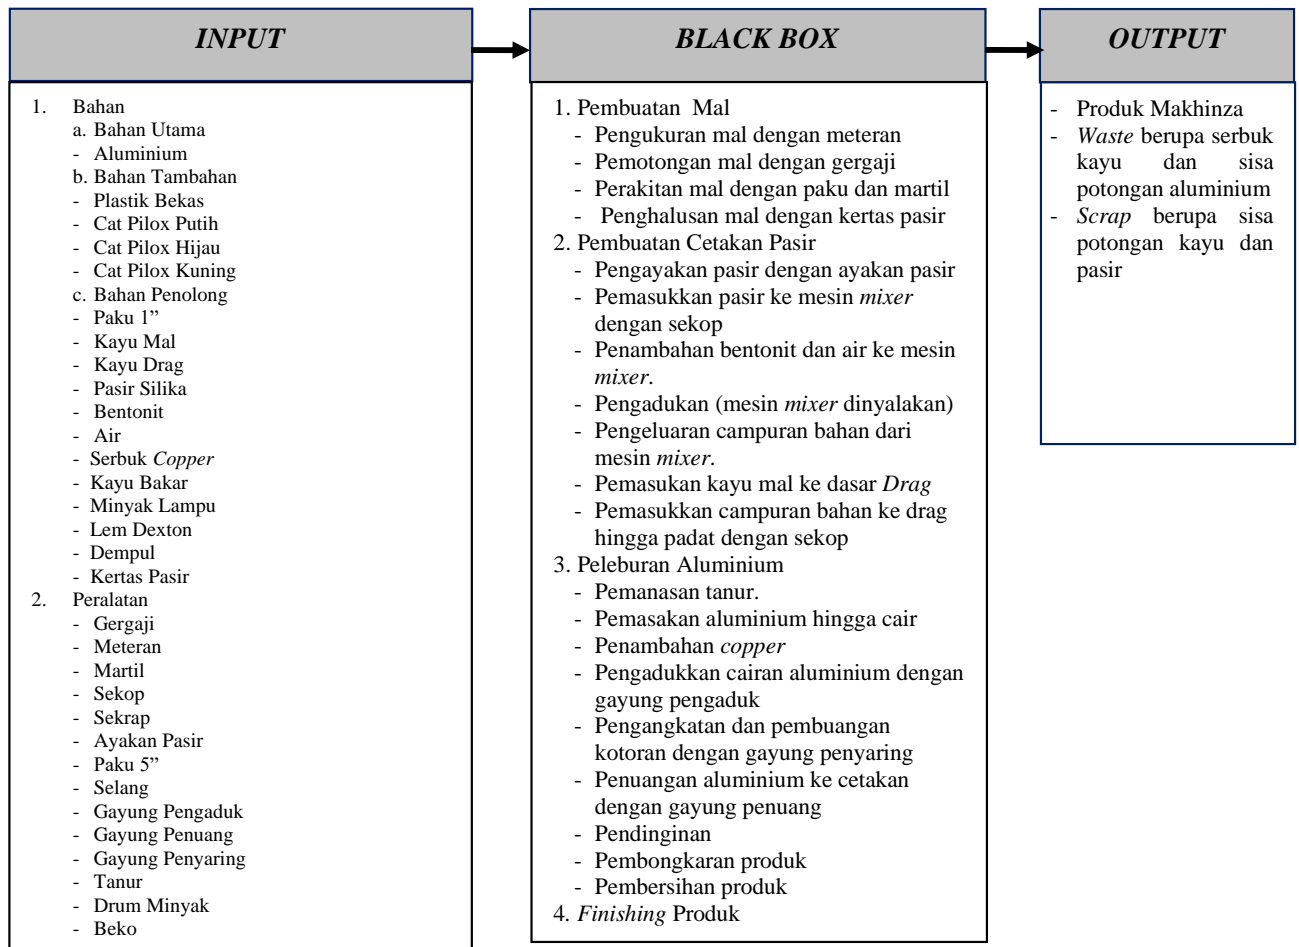 INPUT
1. Bahan
a. Bahan Utama
- Aluminium
b. Bahan Tambahan
- Plastik Bekas
- Cat Pilox Putih
- Cat Pilox Hijau
- Cat Pilox Kuning
c. Bahan Penolong
- Paku 1”
- Kayu Mal
- Kayu Drag
- Pasir Silika
- Bentonit
- Air
- Serbuk Copper
- Kayu Bakar
- Minyak Lampu
- Lem Dexton
- Dempul
- Kertas Pasir
2. Peralatan
- Gergaji
- Meteran
- Martil
- Sekop
- Sekrap
- Ayakan Pasir
- Paku 5”
- Selang
- Gayung Pengaduk
- Gayung Penuang
- Gayung Penyaring
- Tanur
- Drum Minyak
- Beko
BLACK BOX
1. Pembuatan Mal
- Pengukuran mal dengan meteran
- Pemotongan mal dengan gergaji
- Perakitan mal dengan paku dan martil
- Penghalusan mal dengan kertas pasir
2. Pembuatan Cetakan Pasir
- Pengayakan pasir dengan ayakan pasir
- Pemasukkan pasir ke mesin mixer
dengan sekop
- Penambahan bentonit dan air ke mesin
mixer.
- Pengadukan (mesin mixer dinyalakan)
- Pengeluaran campuran bahan dari
mesin mixer.
- Pemasukan kayu mal ke dasar Drag
- Pemasukkan campuran bahan ke drag
hingga padat dengan sekop
3. Peleburan Aluminium
- Pemanasan tanur.
- Pemasakan aluminium hingga cair
- Penambahan copper
- Pengadukkan cairan aluminium dengan
gayung pengaduk
- Pengangkatan dan pembuangan
kotoran dengan gayung penyaring
- Penuangan aluminium ke cetakan
dengan gayung penuang
- Pendinginan
- Pembongkaran produk
- Pembersihan produk
4. Finishing Produk
OUTPUT
- Produk Makhinza
- Waste berupa serbuk
kayu dan sisa
potongan aluminium
- Scrap berupa sisa
potongan kayu dan
pasir